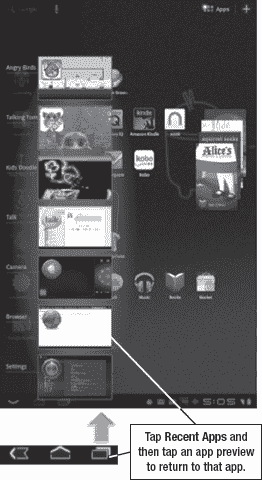 Apps
Angry Birds
Talking Tom
Kids Doodle
Talk
Camera
Browser
Settings
Amazon Kindle
kobo
Kobo
Alice's
Music
Books
Market
5:05
Tap Recent Apps and
then tap an app preview
to return to that app.